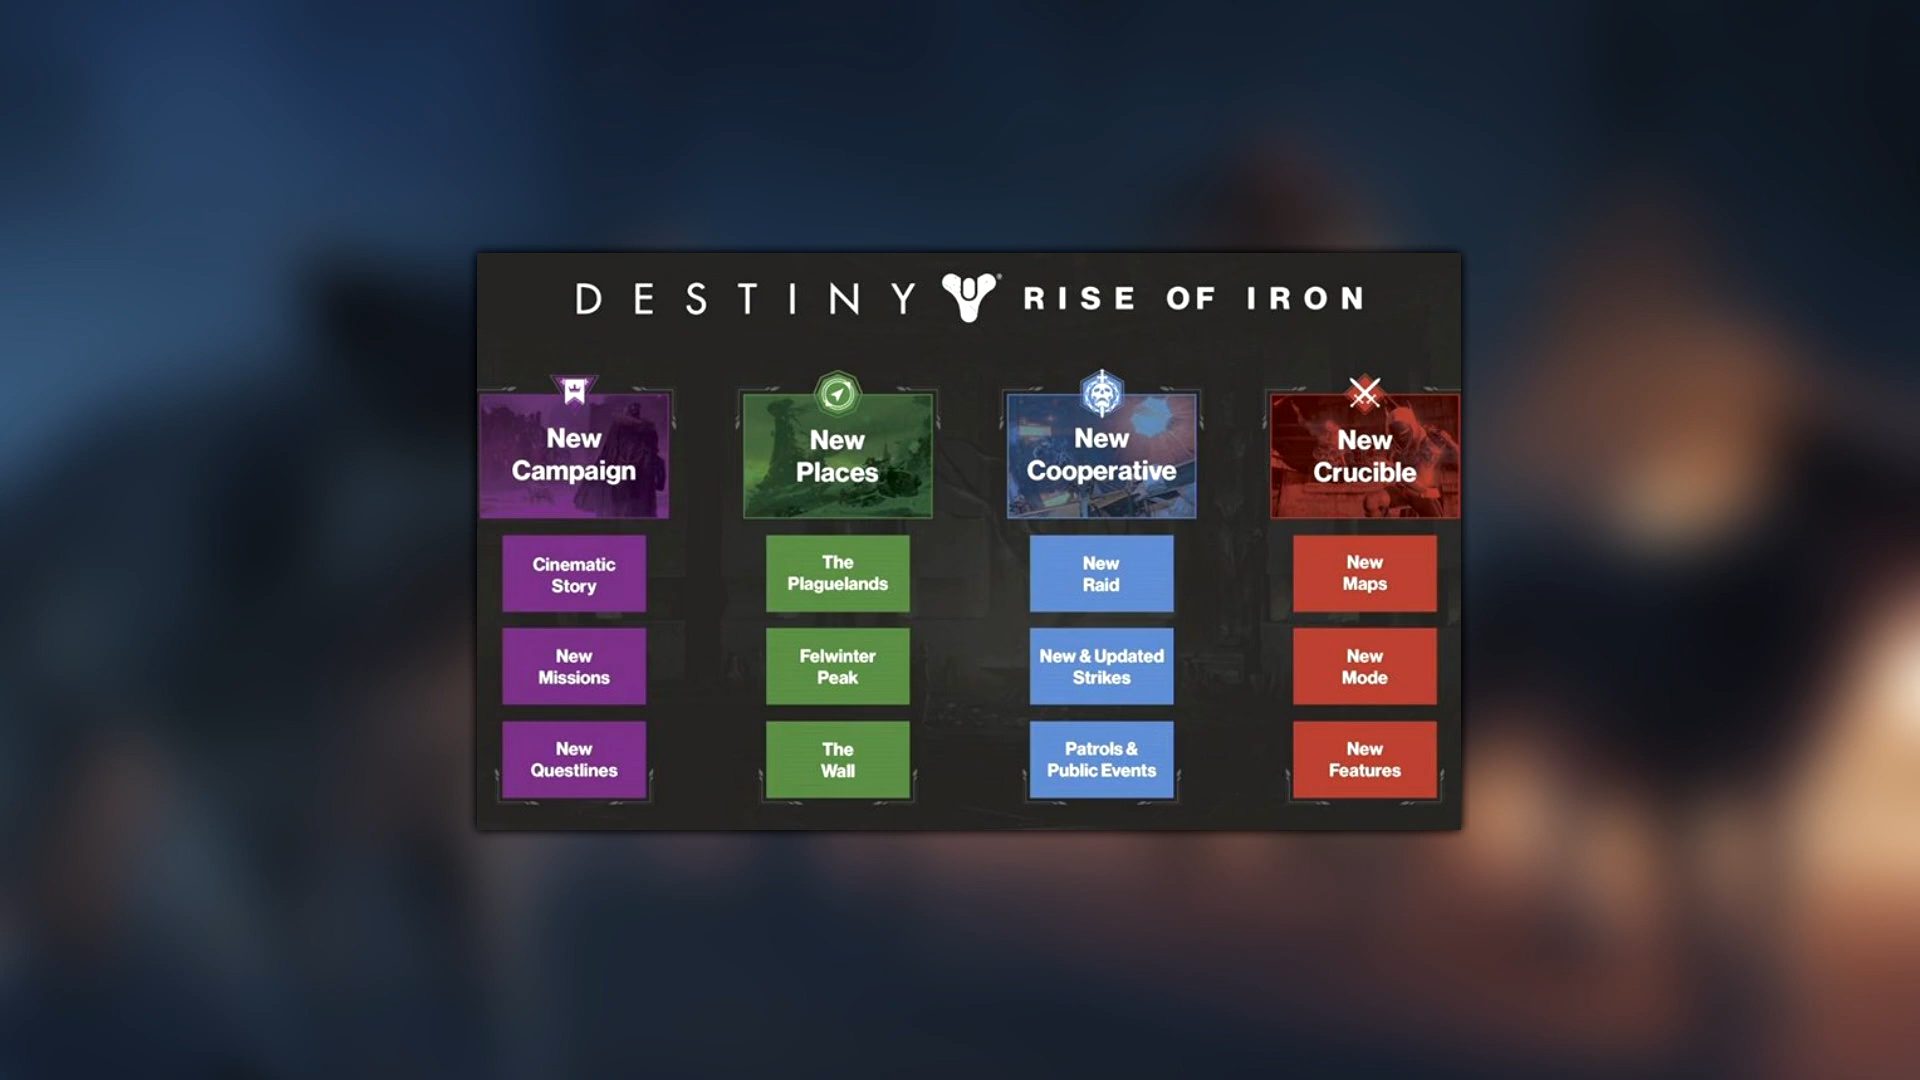 DESTINY RISE OF IRON
New
Campaign
Cinematic
Story
New
Missions
New
Questlines
New
Places
The
Plaguelands
Felwinter
Peak
The
Wall
New
Cooperative
New
Raid
New & Updated
Strikes
Patrols &
Public Events
New
Crucible
New
Maps
New
Mode
New
Features